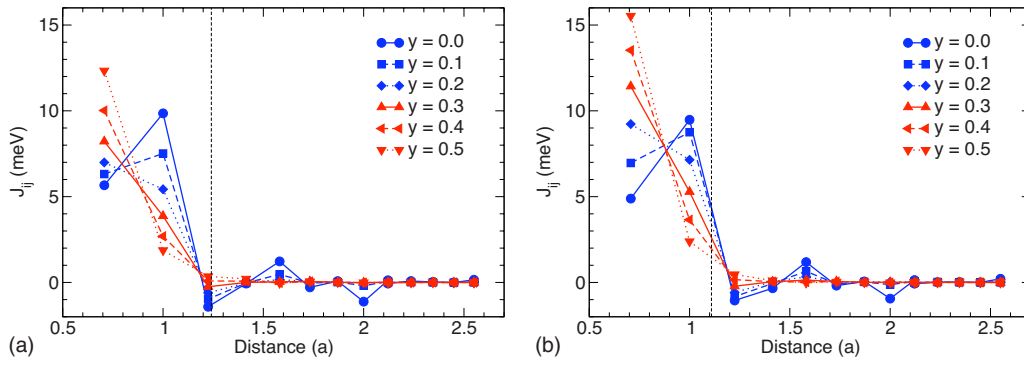 15
10
5
0
J_ij (meV)
0.5 1 1.5 2 2.5
Distance (a)
(a)
y = 0.0
y = 0.1
y = 0.2
y = 0.3
y = 0.4
y = 0.5
15
10
5
0
J_ij (meV)
0.5 1 1.5 2 2.5
Distance (a)
(b)
y = 0.0
y = 0.1
y = 0.2
y = 0.3
y = 0.4
y = 0.5